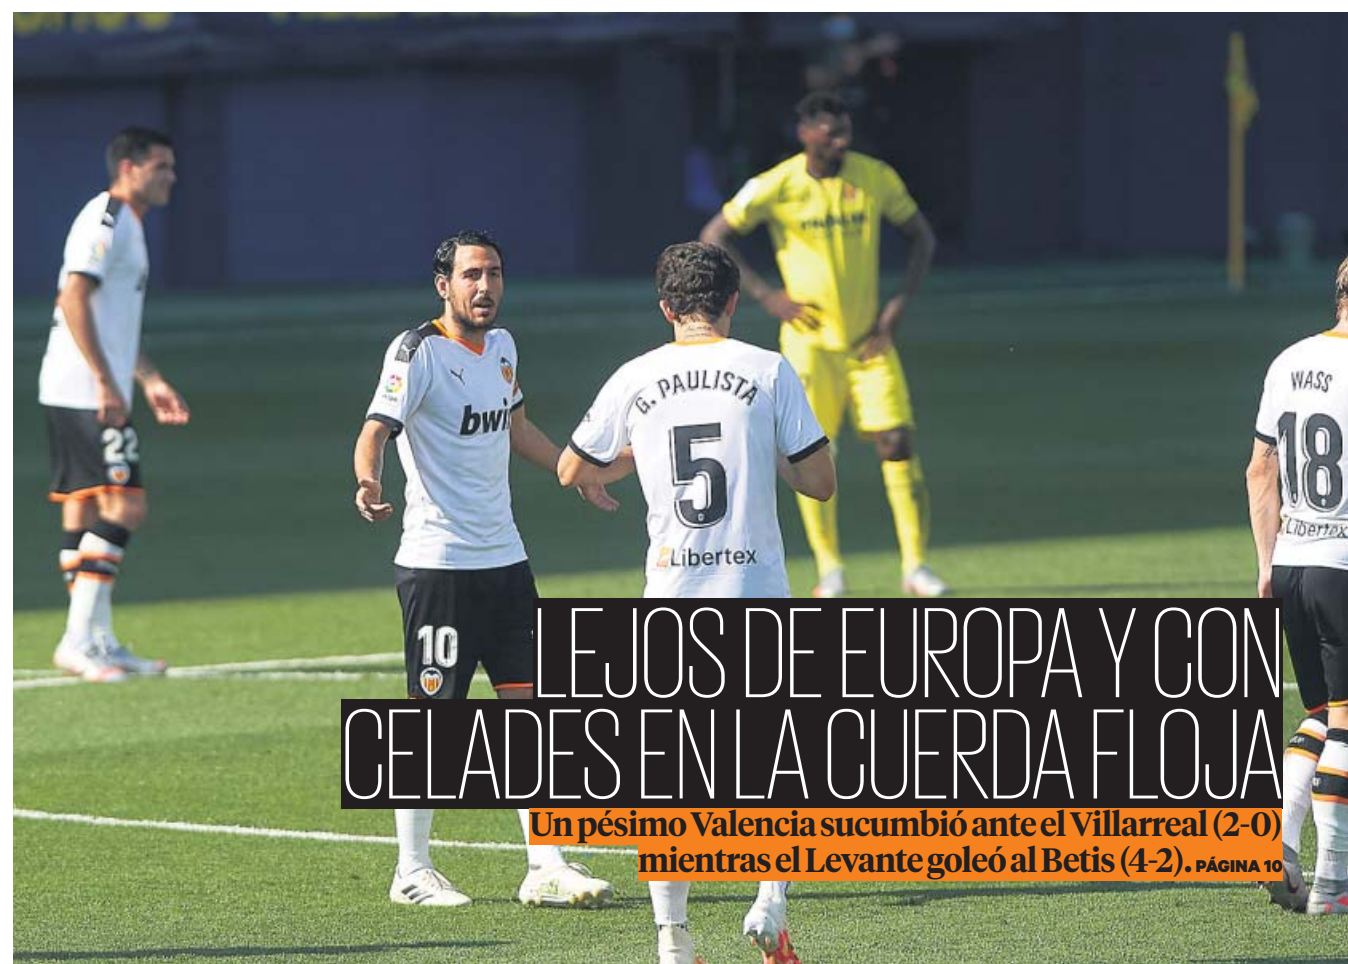 22
bwi
10
G. PAULISTA
5
Libertex
WASS
18
Libertex
LEJOS DE EUROPA Y CON
CELADES EN LA CUERDA FLOJA
Un pésimo Valencia sucumbió ante el Villarreal (2-0)
mientras el Levante goleó al Betis (4-2). PÁGINA 10